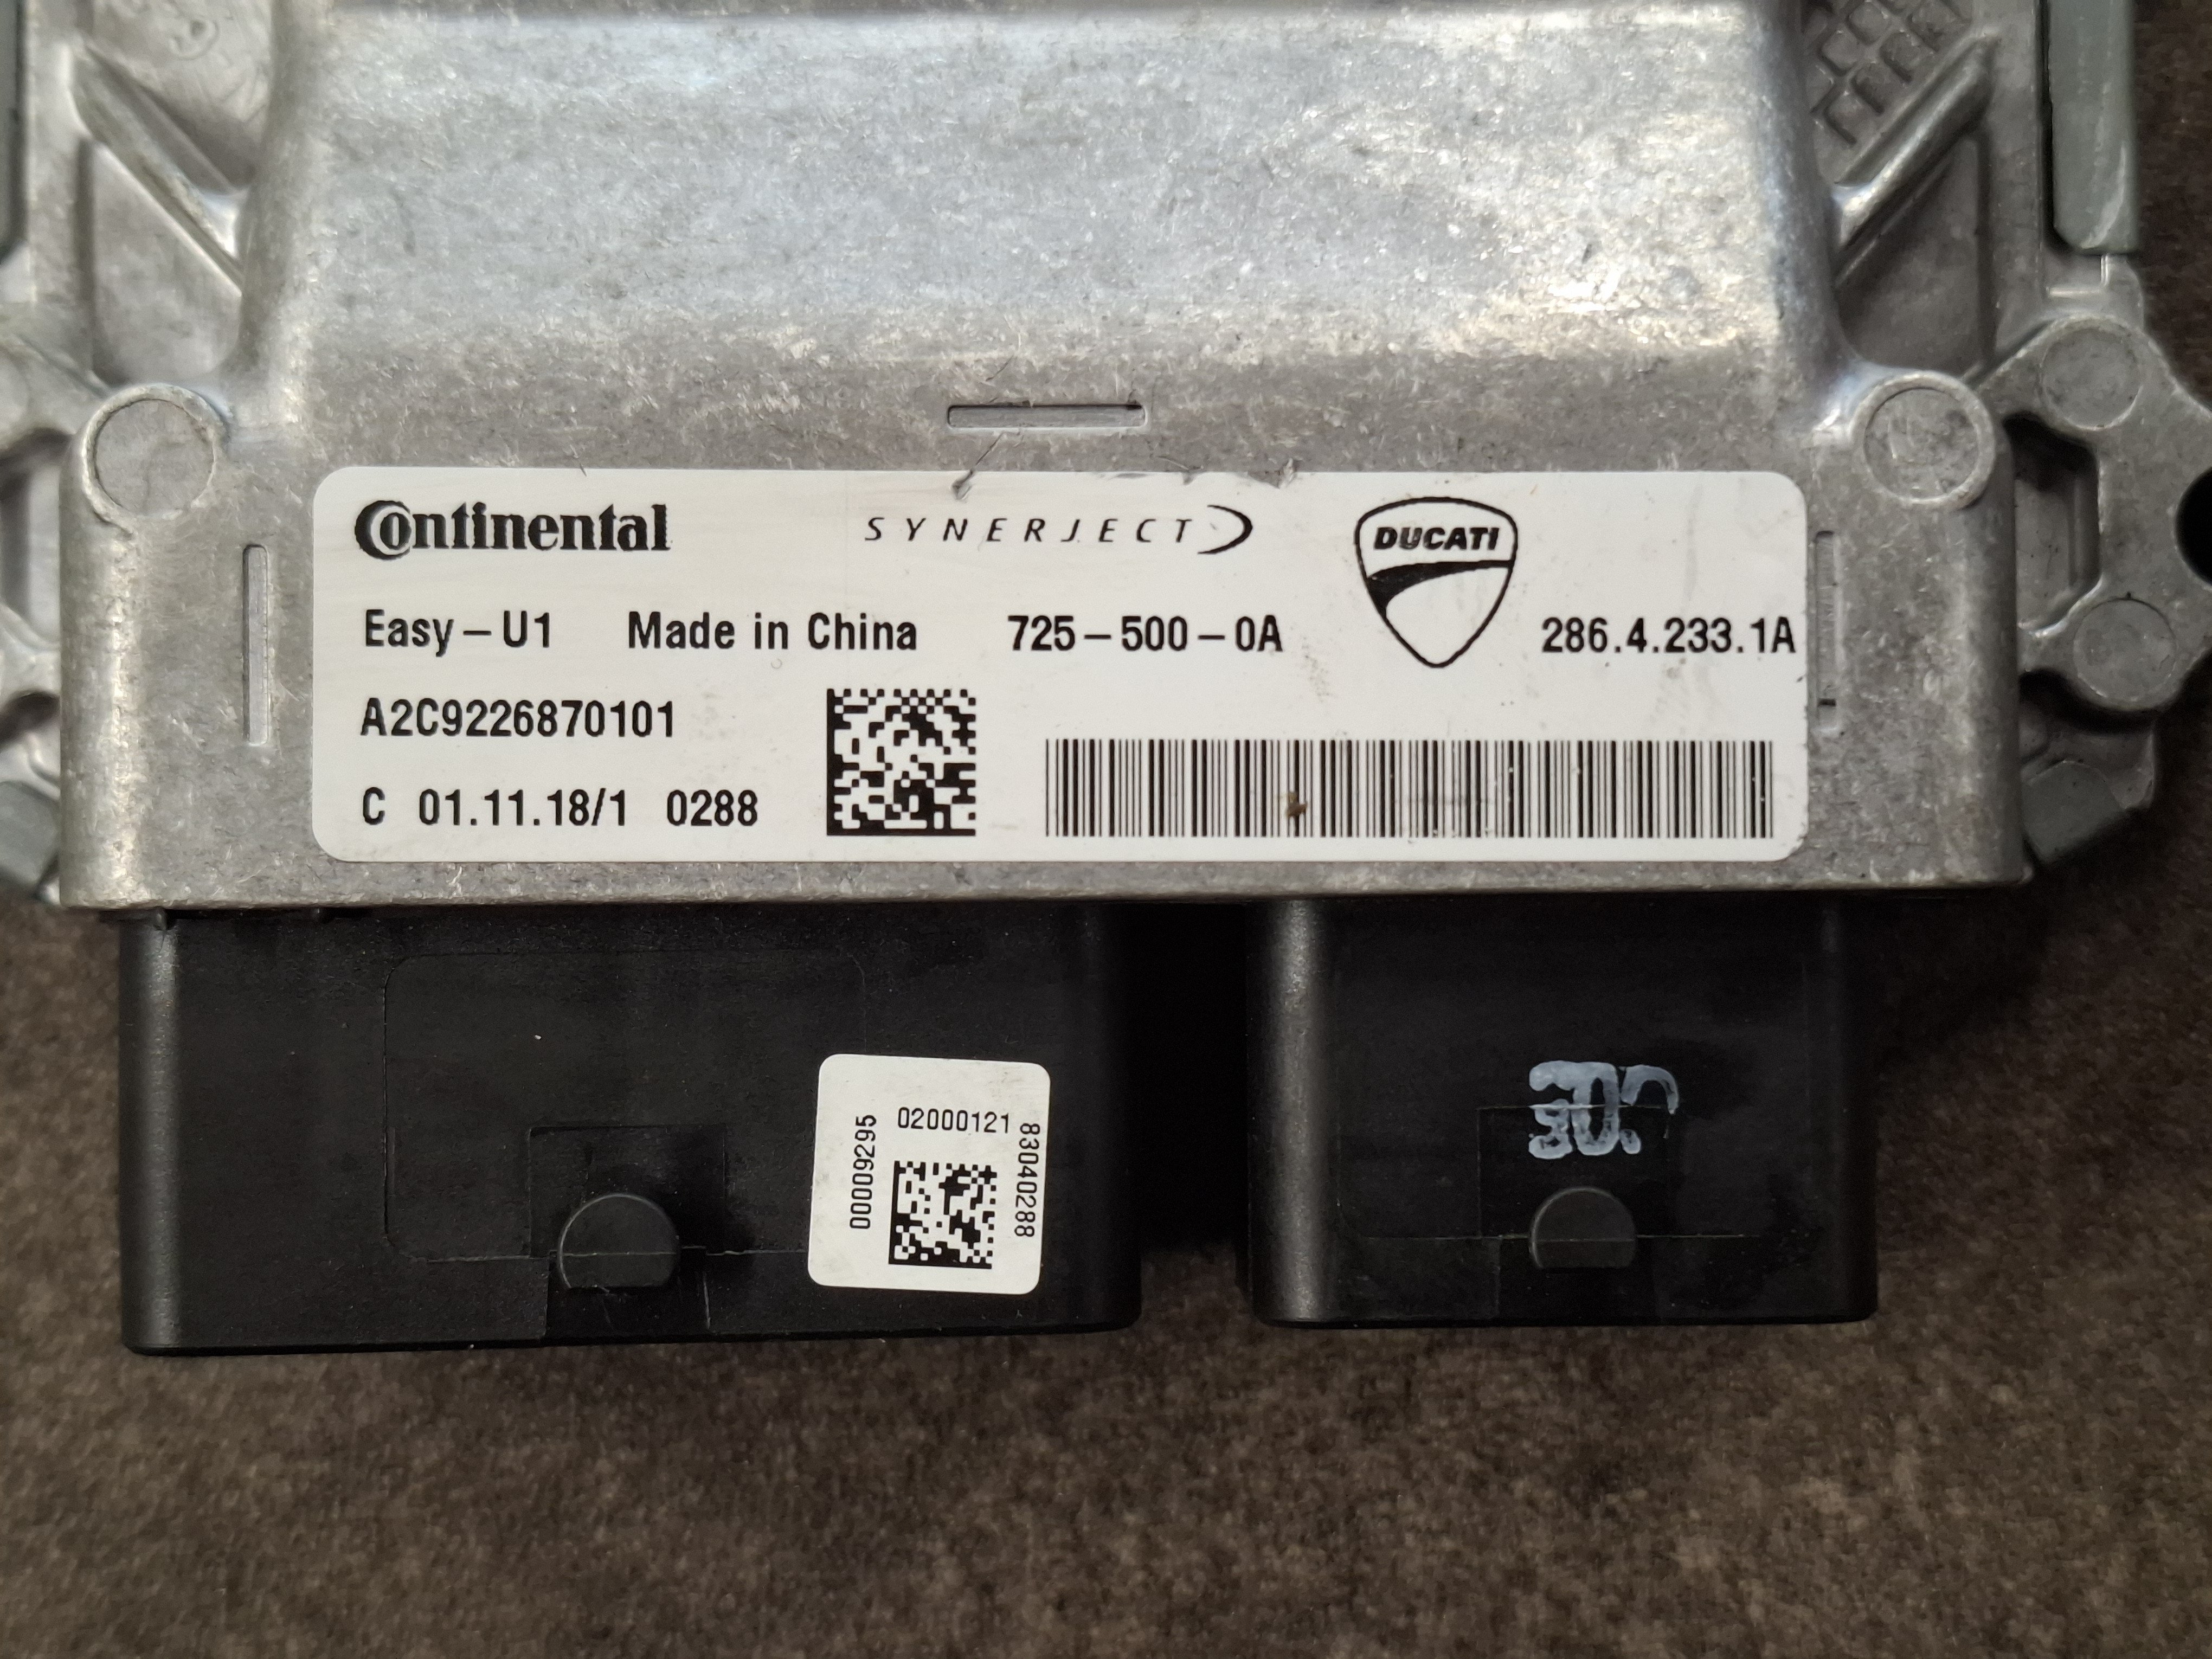 Continental SYNERJECT DUCATI
Easy – U1 Made in China 725 – 500 – 0A 286.4.233.1A
A2C9226870101
C 01.11.18/1 0288
02000121
00009295
83040288